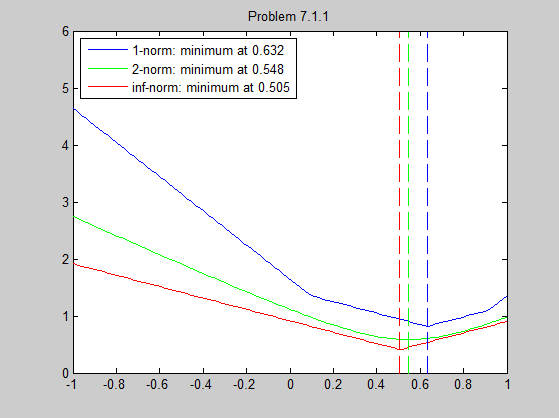 Problem 7.1.1
6
1-norm: minimum at 0.632
2-norm: minimum at 0.548
inf-norm: minimum at 0.505
5
4
3
2
1
0
-1 -0.8 -0.6 -0.4 -0.2 0 0.2 0.4 0.6 0.8 1